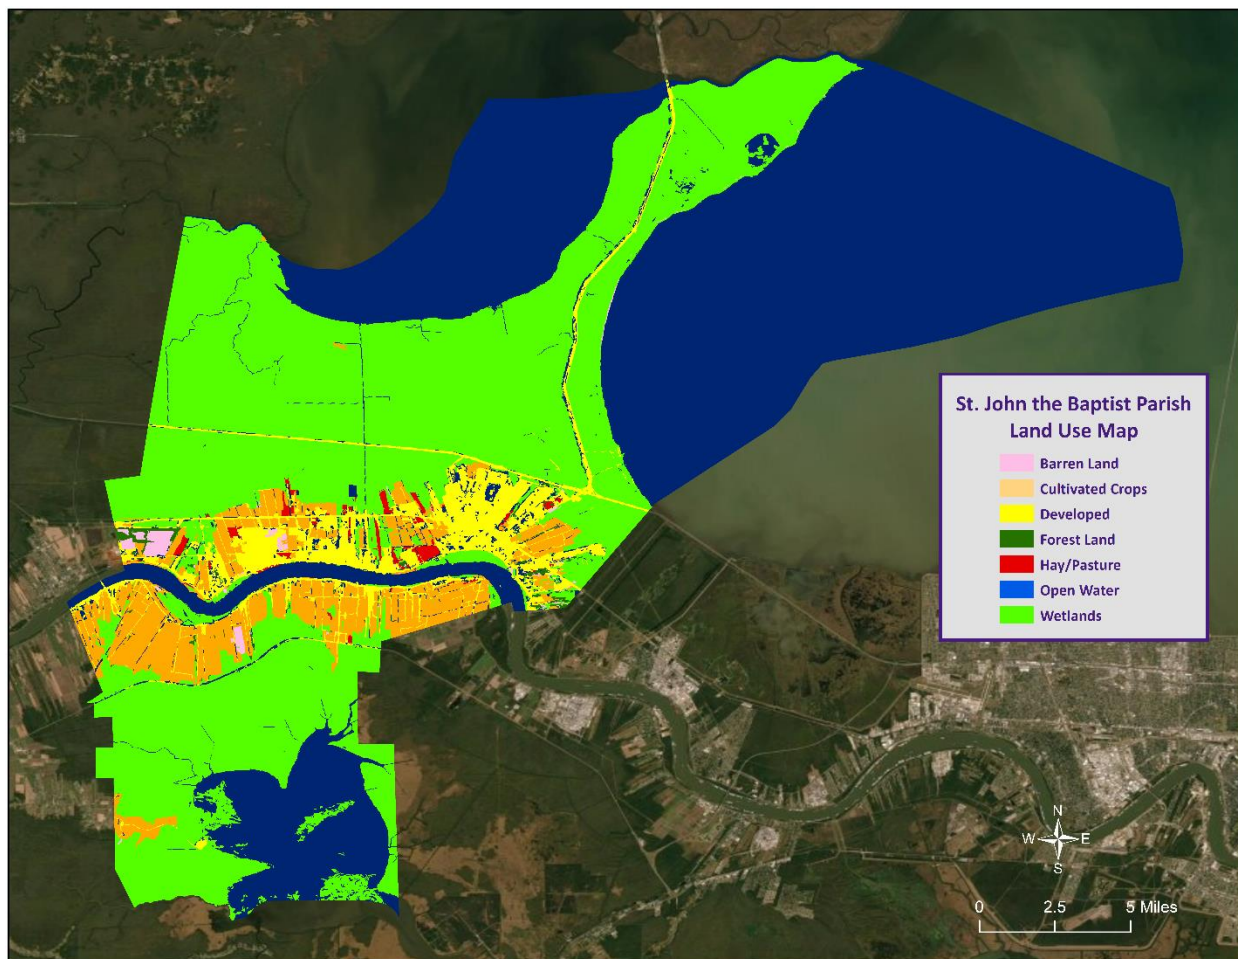 St. John the Baptist Parish
Land Use Map
Barren Land
Cultivated Crops
Developed
Forest Land
Hay/Pasture
Open Water
Wetlands
N
W E
S
0 2.5 5 Miles